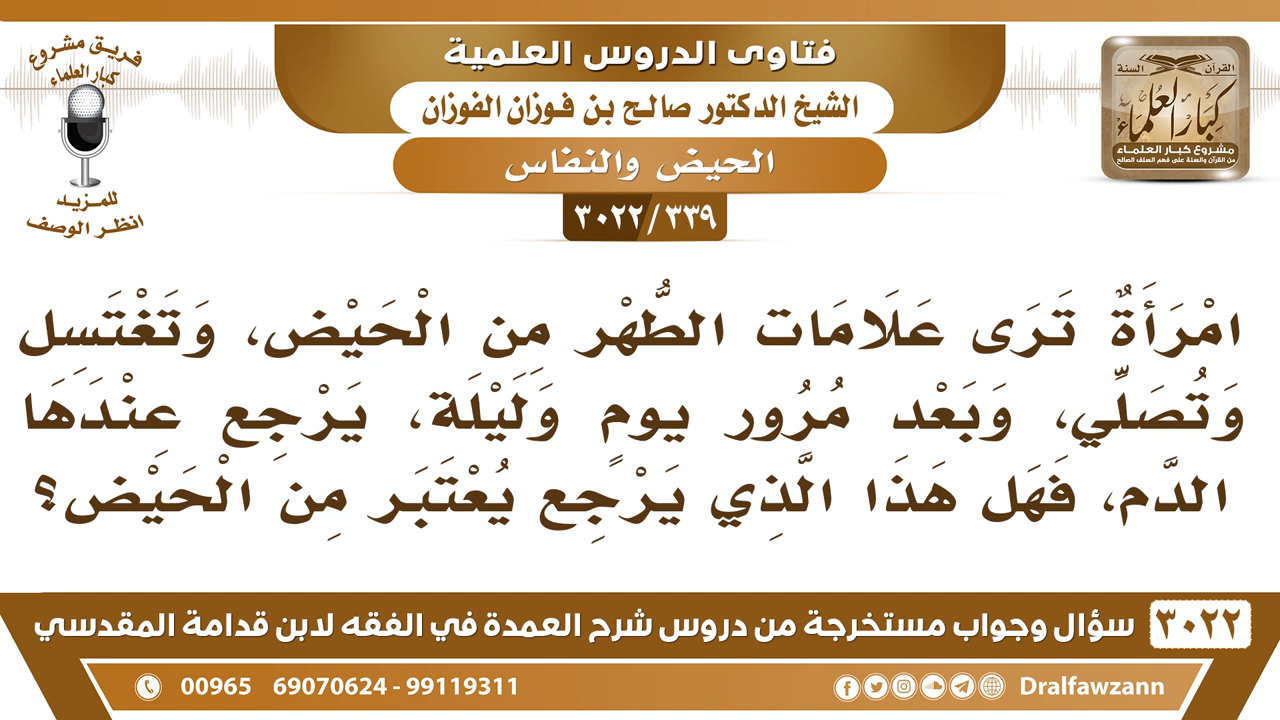 فريق مشروع
كبار العلماء
للمزيد
انظر الوصف
فتاوى الدروس العلمية
الشيخ الدكتور صالح بن فوزان الفوزان
الحيض والنفاس
٣٠٢٢/٣٣٩
القرآن السنة
كبار العلماء
مشروع كبار العلماء
من القرآن والسنة على فهم السلف الصالح
امْرَأَةٌ تَرَى عَلَامَات الطُّهْر مِن الْحَيْض، وَتَغْتَسل
وَتُصَلِّي، وَبَعْد مُرُور يومٍ وَلَيْلَة، يَرْجِع عِنْدَهَا
الدَّم، فَهَل هَذَا الَّذِي يَرْجِع يُعْتَبَر مِن الْحَيْض؟
٣٠٢٢ سؤال وجواب مستخرجة من دروس شرح العمدة في الفقه لابن قدامة المقدسي
00965 69070624 - 99119311
Dralfawzann